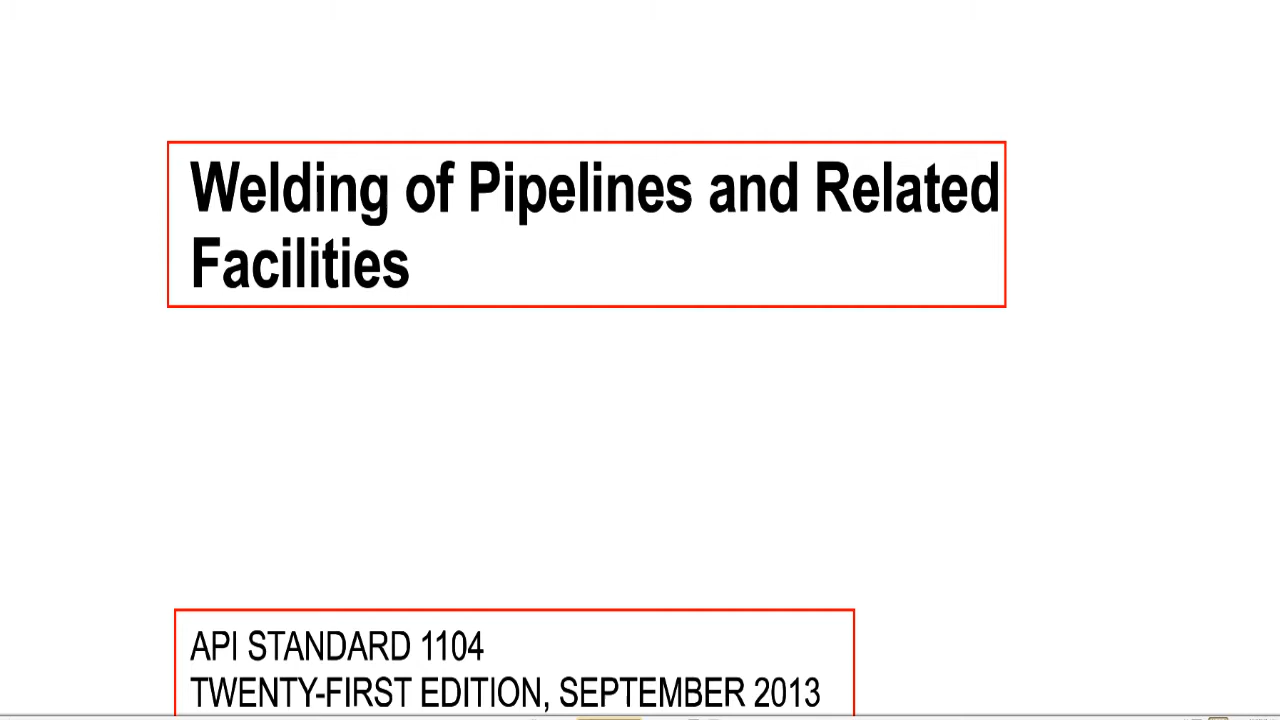 Welding of Pipelines and Related
Facilities
API STANDARD 1104
TWENTY-FIRST EDITION, SEPTEMBER 2013